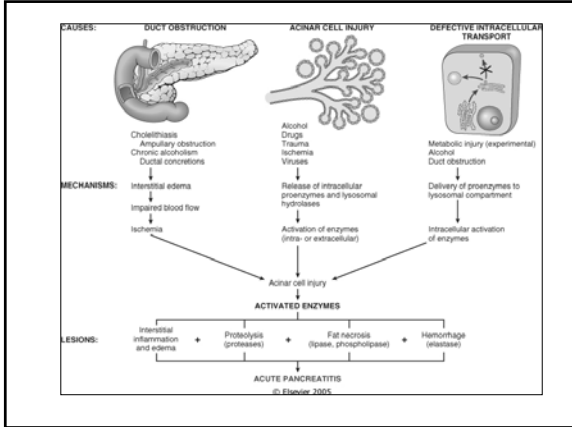 CAUSES: DUCT OBSTRUCTION ACINAR CELL INJURY DEFECTIVE INTRACELLULAR
TRANSPORT
Cholelithiasis
Ampullary obstruction
Chronic alcoholism
Ductal concretions
Alcohol
Drugs
Trauma
Ischemia
Viruses
Metabolic injury (experimental)
Alcohol
Duct obstruction
MECHANISMS:
Interstitial edema
Impaired blood flow
Ischemia
Release of intracellular
proenzymes and lysosomal
hydrolases
Activation of enzymes
(intra- or extracellular)
Delivery of proenzymes to
lysosomal compartment
Intracellular activation
of enzymes
Acinar cell injury
ACTIVATED ENZYMES
LESIONS:
Interstitial
inflammation
and edema
+
Proteolysis
(proteases)
+
Fat necrosis
(lipase, phospholipase)
+
Hemorrhage
(elastase)
ACUTE PANCREATITIS
© Elsevier 2005